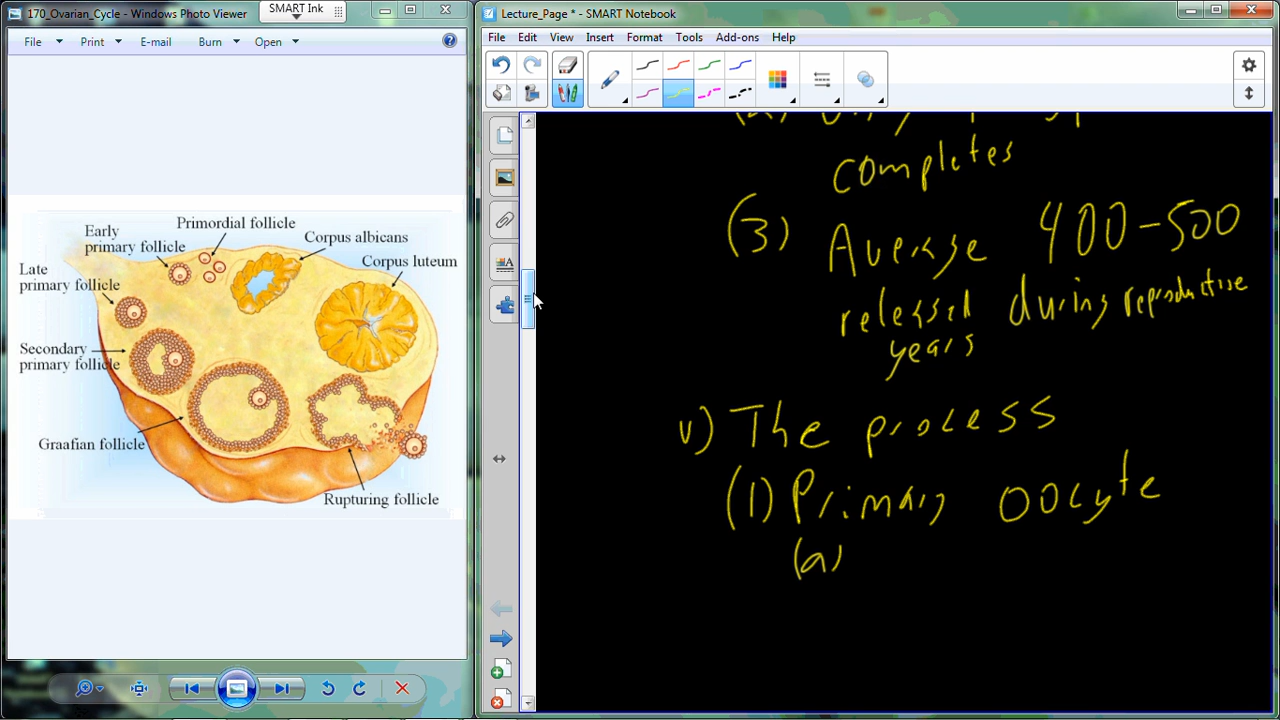 170_Ovarian_Cycle - Windows Photo Viewer
SMART Ink
File Print E-mail Burn Open
Early
primary follicle
Primordial follicle
Corpus albicans
Corpus luteum
Late
primary follicle
Secondary
primary follicle
Graafian follicle
Rupturing follicle
Lecture_Page * - SMART Notebook
File Edit View Insert Format Tools Add-ons Help
completes
(3) Average 400-500
released during reproductive
years
v) The process
(1) Primary oocyte
(a)